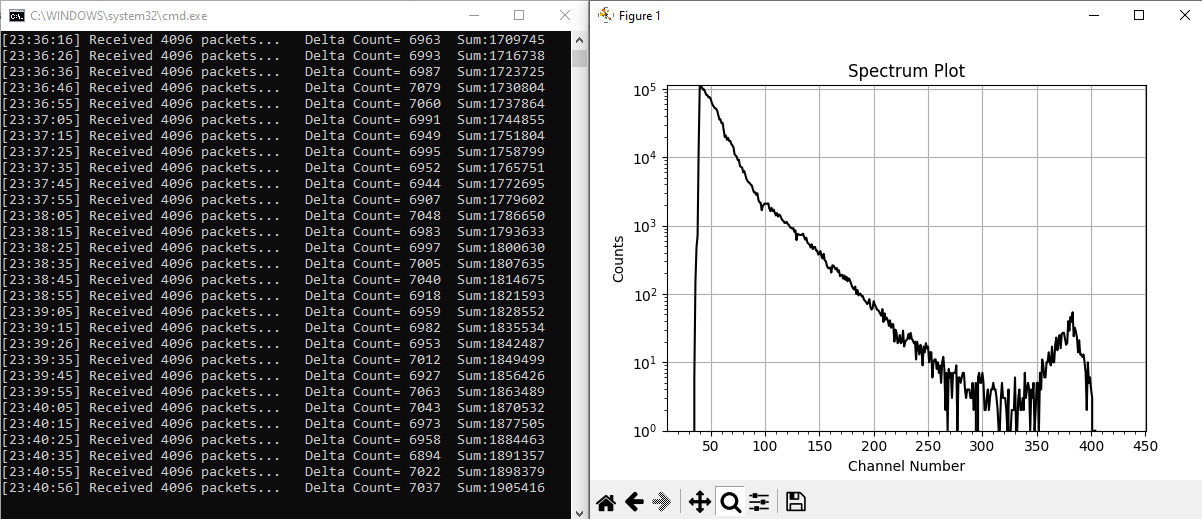 C:\WINDOWS\system32\cmd.exe
[23:36:16] Received 4096 packets... Delta Count= 6963 Sum:1709745
[23:36:26] Received 4096 packets... Delta Count= 6993 Sum:1716738
[23:36:36] Received 4096 packets... Delta Count= 6987 Sum:1723725
[23:36:46] Received 4096 packets... Delta Count= 7079 Sum:1730804
[23:36:55] Received 4096 packets... Delta Count= 7060 Sum:1737864
[23:37:05] Received 4096 packets... Delta Count= 6991 Sum:1744855
[23:37:15] Received 4096 packets... Delta Count= 6949 Sum:1751804
[23:37:25] Received 4096 packets... Delta Count= 6995 Sum:1758799
[23:37:35] Received 4096 packets... Delta Count= 6952 Sum:1765751
[23:37:45] Received 4096 packets... Delta Count= 6944 Sum:1772695
[23:37:55] Received 4096 packets... Delta Count= 6907 Sum:1779602
[23:38:05] Received 4096 packets... Delta Count= 7048 Sum:1786650
[23:38:15] Received 4096 packets... Delta Count= 6983 Sum:1793633
[23:38:25] Received 4096 packets... Delta Count= 6997 Sum:1800630
[23:38:35] Received 4096 packets... Delta Count= 7005 Sum:1807635
[23:38:45] Received 4096 packets... Delta Count= 7040 Sum:1814675
[23:38:55] Received 4096 packets... Delta Count= 6918 Sum:1821593
[23:39:05] Received 4096 packets... Delta Count= 6959 Sum:1828552
[23:39:15] Received 4096 packets... Delta Count= 6982 Sum:1835534
[23:39:26] Received 4096 packets... Delta Count= 6953 Sum:1842487
[23:39:35] Received 4096 packets... Delta Count= 7012 Sum:1849499
[23:39:45] Received 4096 packets... Delta Count= 6927 Sum:1856426
[23:39:55] Received 4096 packets... Delta Count= 7063 Sum:1863489
[23:40:05] Received 4096 packets... Delta Count= 7043 Sum:1870532
[23:40:15] Received 4096 packets... Delta Count= 6973 Sum:1877505
[23:40:25] Received 4096 packets... Delta Count= 6958 Sum:1884463
[23:40:35] Received 4096 packets... Delta Count= 6894 Sum:1891357
[23:40:55] Received 4096 packets... Delta Count= 7022 Sum:1898379
[23:40:56] Received 4096 packets... Delta Count= 7037 Sum:1905416
Figure 1
Spectrum Plot
10⁵
10⁴
10³
10²
10¹
10⁰
Counts
50 100 150 200 250 300 350 400 450
Channel Number